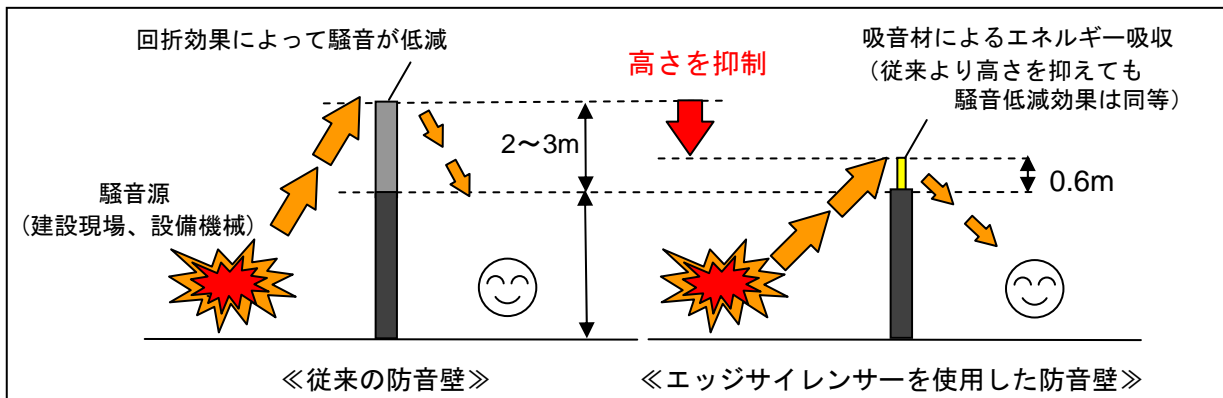 回折効果によって騒音が低減
騒音源
（建設現場、設備機械）
2～3m
≪従来の防音壁≫
高さを抑制
吸音材によるエネルギー吸収
（従来より高さを抑えても
騒音低減効果は同等）
0.6m
≪エッジサイレンサーを使用した防音壁≫